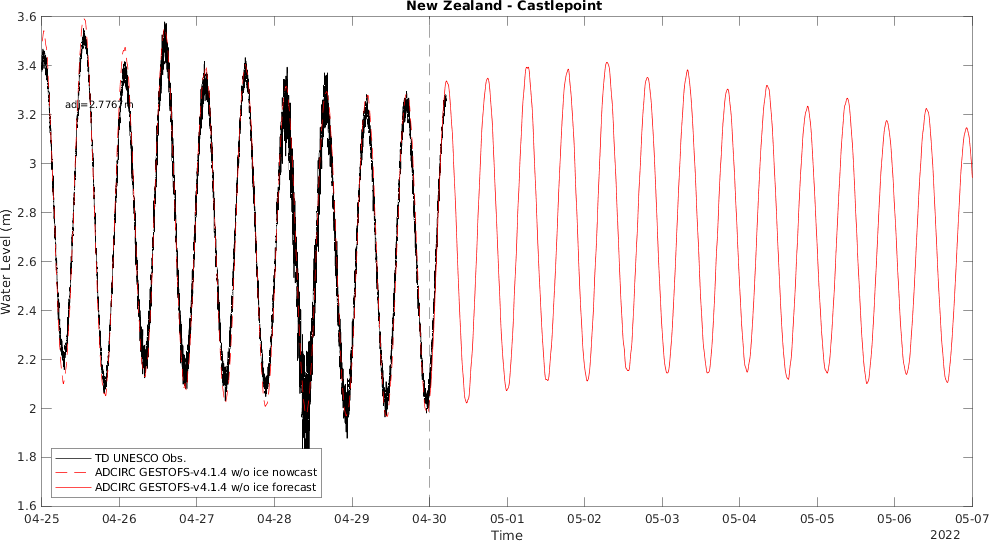 New Zealand - Castlepoint
3.6
3.4
3.2
3
2.8
2.6
2.4
2.2
2
1.8
1.6
Water Level (m)
adj=2.7767m
TD UNESCO Obs.
ADCIRC GESTOFS-v4.1.4 w/o ice nowcast
ADCIRC GESTOFS-v4.1.4 w/o ice forecast
04-25 04-26 04-27 04-28 04-29 04-30 05-01 05-02 05-03 05-04 05-05 05-06 05-07
Time
2022